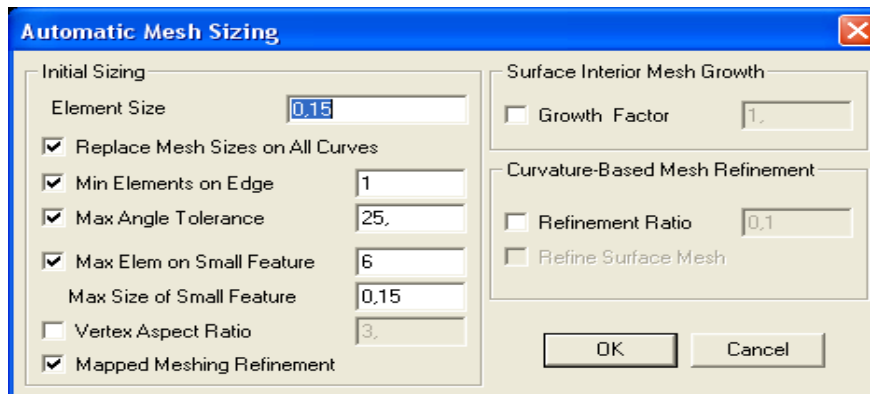 Automatic Mesh Sizing
Initial Sizing
Element Size 0,15
Replace Mesh Sizes on All Curves
Min Elements on Edge 1
Max Angle Tolerance 25,
Max Elem on Small Feature 6
Max Size of Small Feature 0,15
Vertex Aspect Ratio 3,
Mapped Meshing Refinement
Surface Interior Mesh Growth
Growth Factor 1,
Curvature-Based Mesh Refinement
Refinement Ratio 0,1
Refine Surface Mesh
OK Cancel